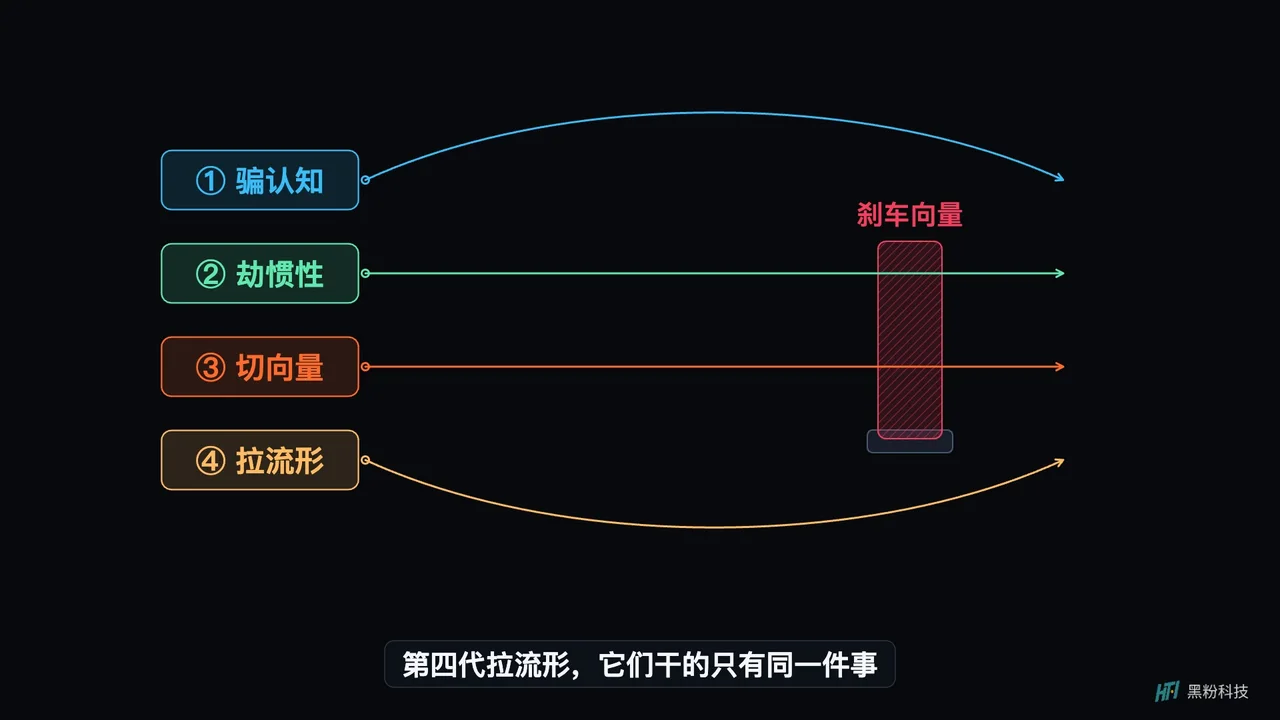 ① 骗认知
刹车向量
② 劫惯性
③ 切向量
④ 拉流形
第四代拉流形，它们干的只有同一件事
HFI 黑粉科技